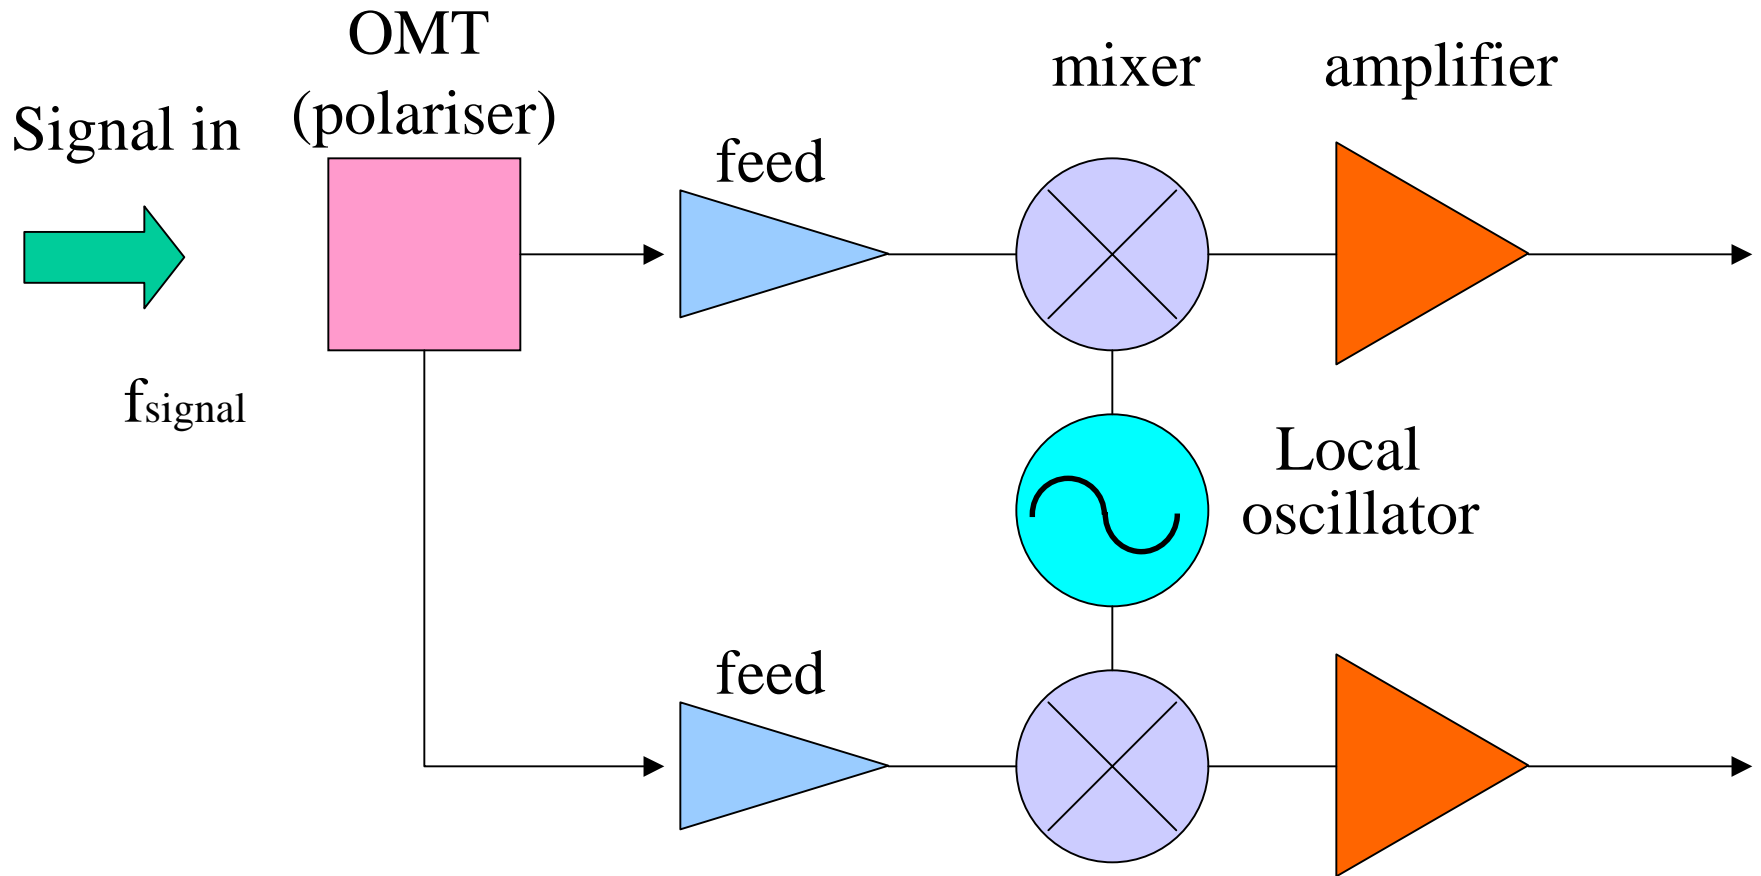 OMT
(polariser)
Signal in
mixer
amplifier
feed
fsignal
Local
oscillator
feed